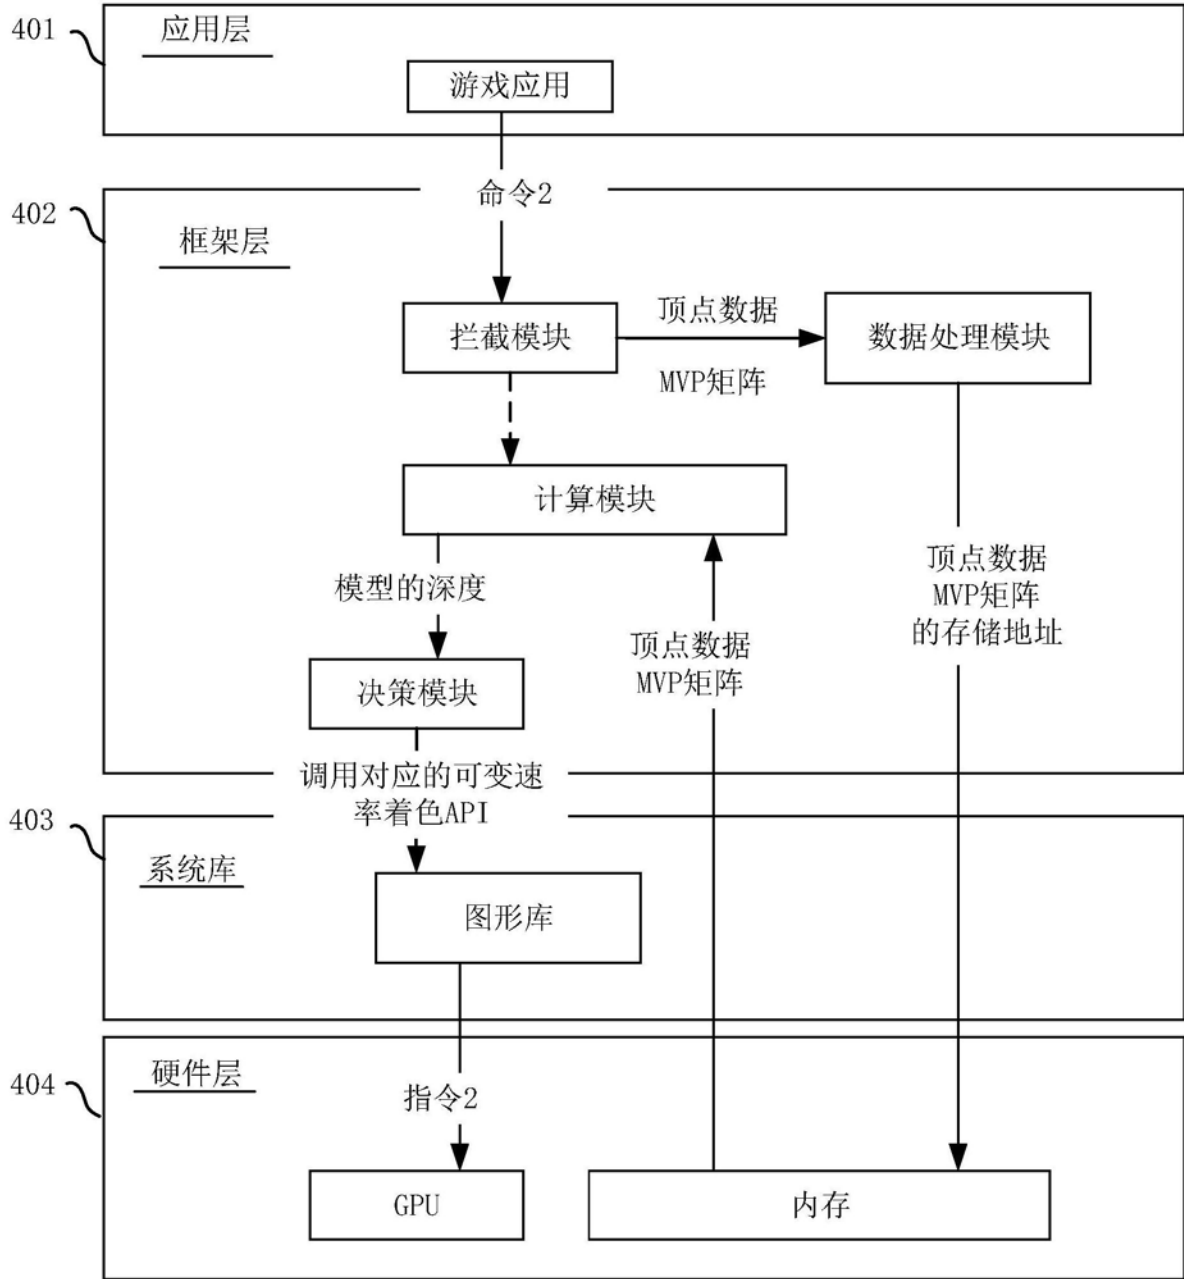 401
应用层
游戏应用
命令2
402
框架层
拦截模块
顶点数据
MVP矩阵
数据处理模块
计算模块
模型的深度
顶点数据
MVP矩阵
顶点数据
MVP矩阵
的存储地址
决策模块
调用对应的可变速
率着色API
403
系统库
图形库
404
硬件层
指令2
GPU
内存